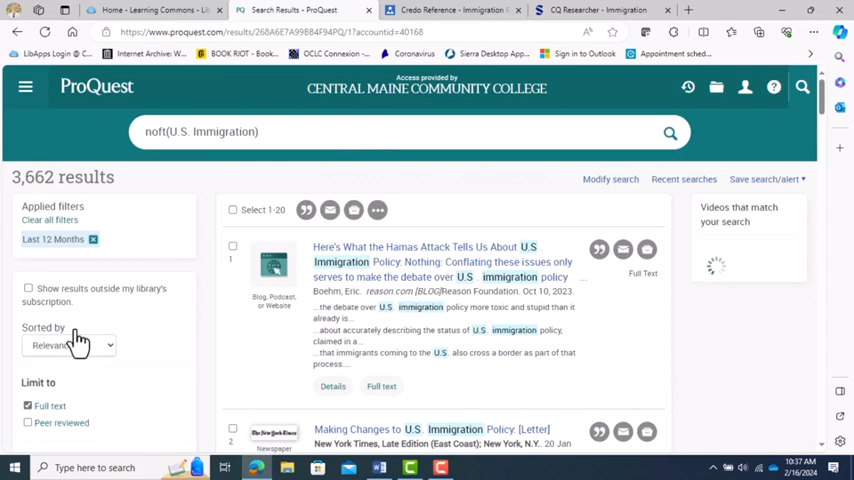 Home - Learning Commons - Lib
Search Results - ProQuest
Credo Reference - Immigration P
CQ Researcher - Immigration
https://www.proquest.com/results/268A6E7A99B84F94PQ/1?accountid=40168
LibApps Login @ C...
Internet Archive: W...
BOOK RIOT - Book...
OCLC Connexion -...
Coronavirus
Sierra Desktop App...
Sign in to Outlook
Appointment sched...
ProQuest
Access provided by
CENTRAL MAINE COMMUNITY COLLEGE
noft(U.S. Immigration)
3,662 results
Modify search
Recent searches
Save search/alert
Applied filters
Clear all filters
Last 12 Months
Show results outside my library's
subscription.
Sorted by
Relevanc
Limit to
Full text
Peer reviewed
Select 1-20
1
Blog, Podcast,
or Website
Here's What the Hamas Attack Tells Us About U.S.
Immigration Policy: Nothing: Conflating these issues only
serves to make the debate over U.S. immigration policy
...
Boehm, Eric. reason.com [BLOG]Reason Foundation. Oct 10, 2023.
...the debate over U.S. immigration policy more toxic and stupid than it
already is...
...about accurately describing the status of U.S. immigration policy,
claimed in a...
...that immigrants coming to the U.S. also cross a border as part of that
process....
Details
Full text
Full Text
2
The New York Times
Newspaper
Making Changes to U.S. Immigration Policy: [Letter]
New York Times, Late Edition (East Coast); New York, N.Y.. 20 Jan
Videos that match
your search
Type here to search
10:37 AM
2/16/2024